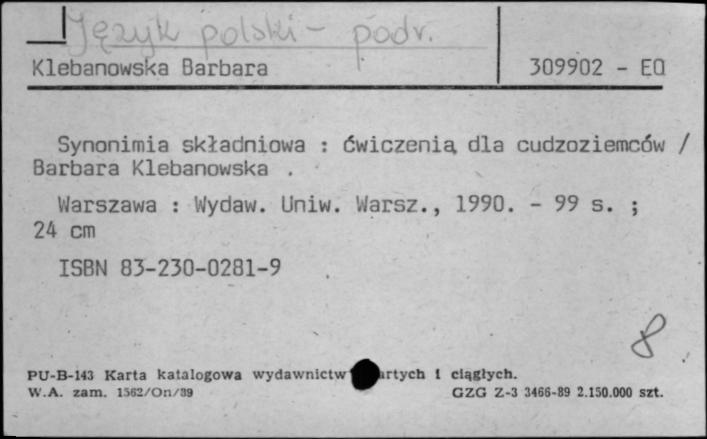 Język polski - podr.
Klebanowska Barbara 309902 - EO
Synonimia składniowa : ćwiczenia dla cudzoziemców /
Barbara Klebanowska .
Warszawa : Wydaw. Uniw. Warsz., 1990. - 99 s. ;
24 cm
ISBN 83-230-0281-9
8
PU-B-143 Karta katalogowa wydawnictw ciągłych.
W.A. zam. 1562/On/89 GZG Z-3 3466-89 2.150.000 szt.